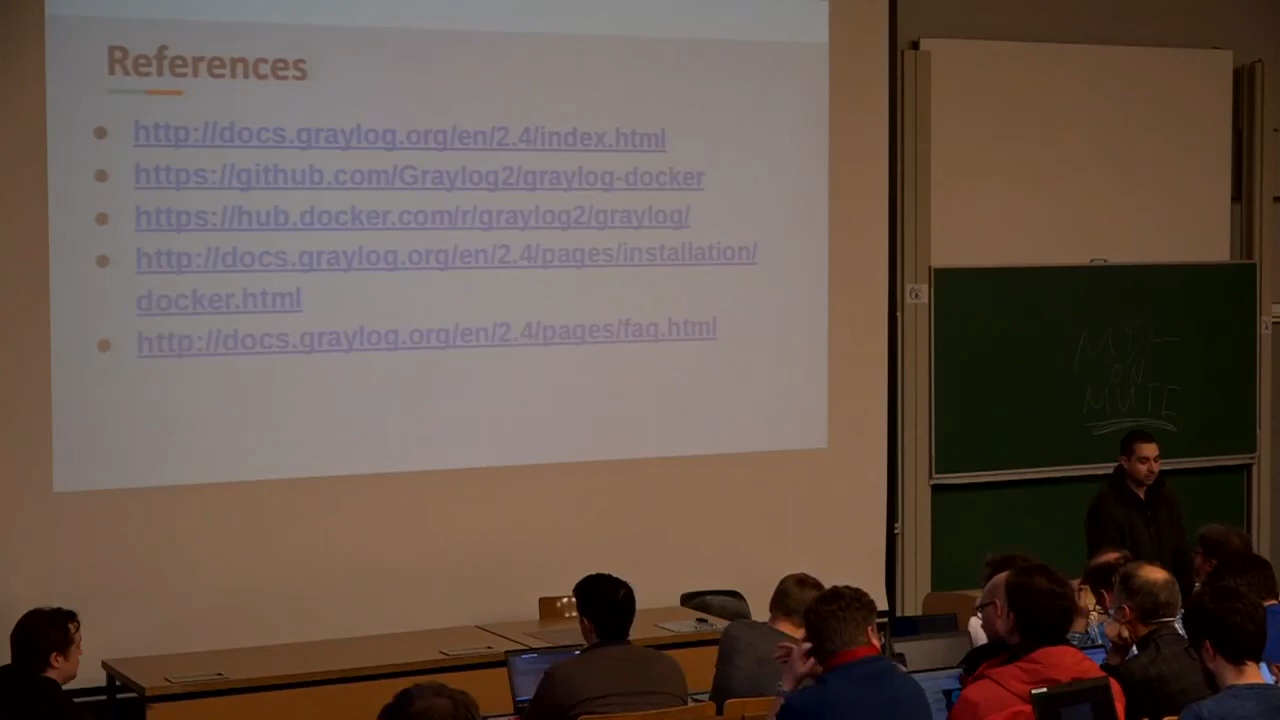 References
http://docs.graylog.org/en/2.4/index.html
https://github.com/Graylog2/graylog-docker
https://hub.docker.com/r/graylog2/graylog/
http://docs.graylog.org/en/2.4/pages/installation/
docker.html
http://docs.graylog.org/en/2.4/pages/faq.html
ON
MUTE